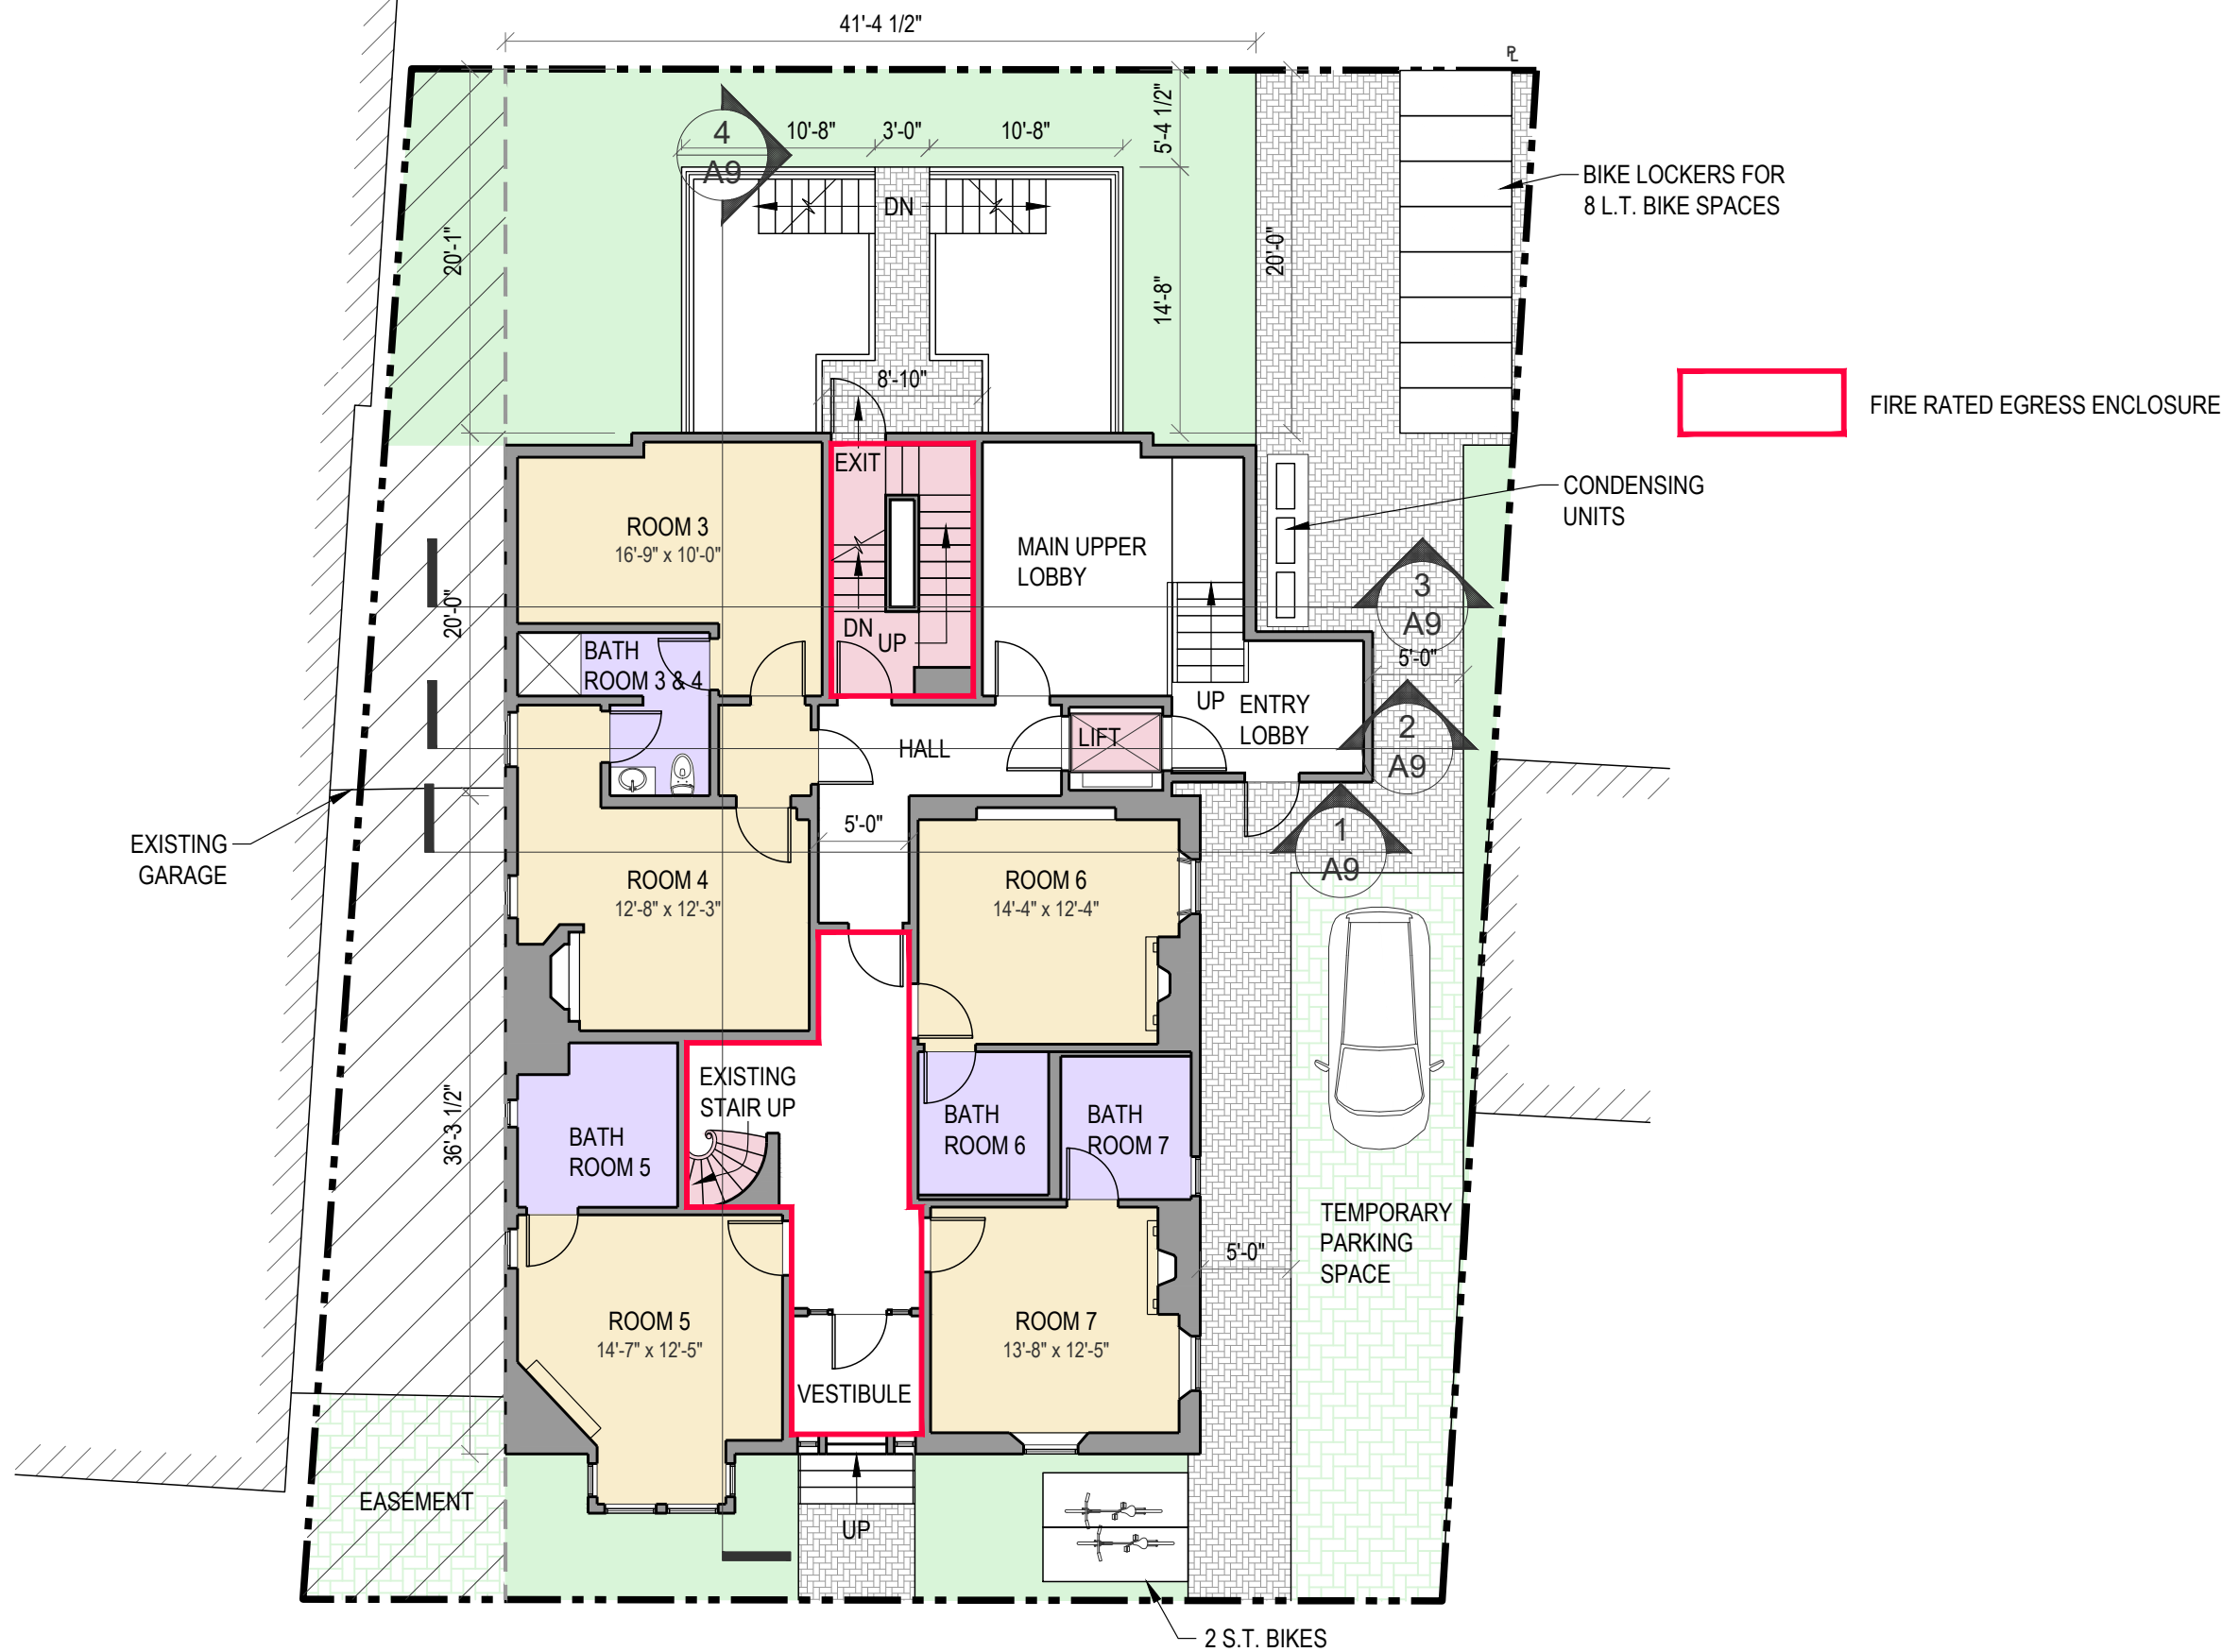 41'-4 1/2"
PL
4
A9
10'-8"
3'-0"
10'-8"
5'-4 1/2"
BIKE LOCKERS FOR
8 L.T. BIKE SPACES
DN
20'-1"
20'-0"
14'-8"
8'-10"
FIRE RATED EGRESS ENCLOSURE
EXIT
CONDENSING
UNITS
ROOM 3
16'-9" x 10'-0"
MAIN UPPER
LOBBY
3
A9
20'-0"
DN
UP
BATH
ROOM 3 & 4
5'-0"
UP
ENTRY
LOBBY
HALL
LIFT
2
A9
EXISTING
GARAGE
5'-0"
1
A9
ROOM 4
12'-8" x 12'-3"
ROOM 6
14'-4" x 12'-4"
EXISTING
STAIR UP
36'-3 1/2"
BATH
ROOM 5
BATH
ROOM 6
BATH
ROOM 7
TEMPORARY
PARKING
SPACE
5'-0"
ROOM 5
14'-7" x 12'-5"
ROOM 7
13'-8" x 12'-5"
VESTIBULE
EASEMENT
UP
2 S.T. BIKES